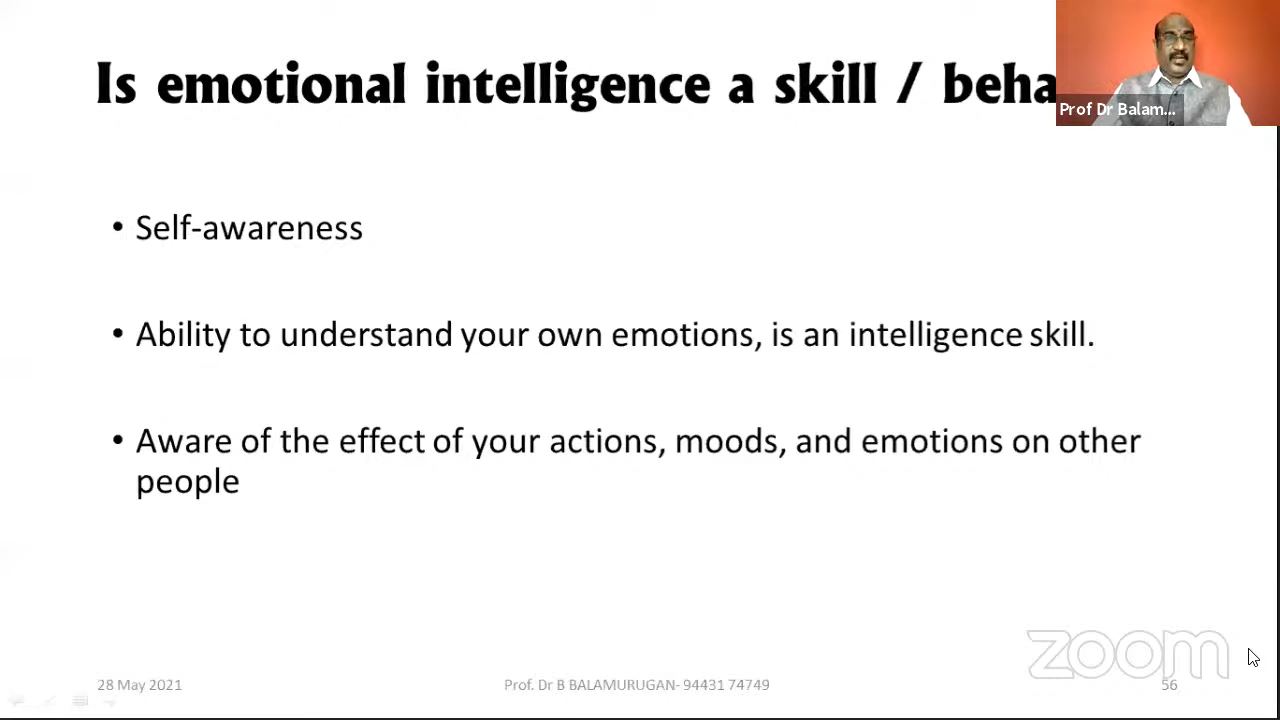 Is emotional intelligence a skill / beha
Prof Dr Balam...
• Self-awareness
• Ability to understand your own emotions, is an intelligence skill.
• Aware of the effect of your actions, moods, and emotions on other
people
zoom
28 May 2021
Prof. Dr B BALAMURUGAN- 94431 74749
56